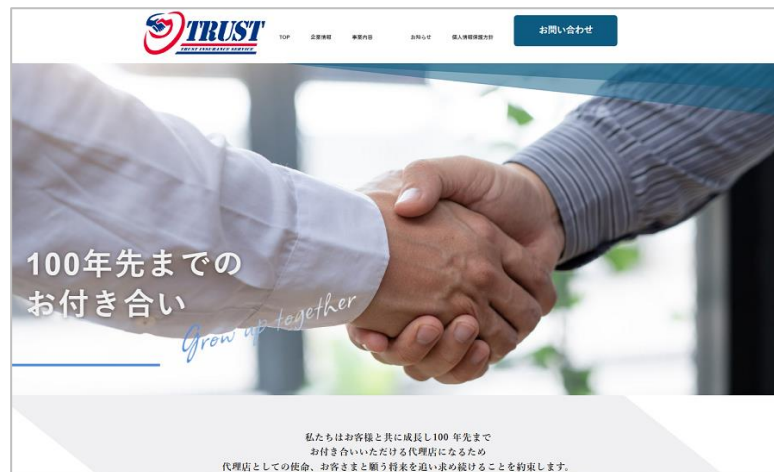 TRUST
TRUST INSURANCE SERVICE
TOP 企業情報 事業内容 お知らせ 個人情報保護方針
お問い合わせ
100年先までの
お付き合い
Grow up together
私たちはお客様と共に成長し100 年先まで
お付き合いいただける代理店になるため
代理店としての使命、お客さまと願う将来を追い求め続けることを約束します。